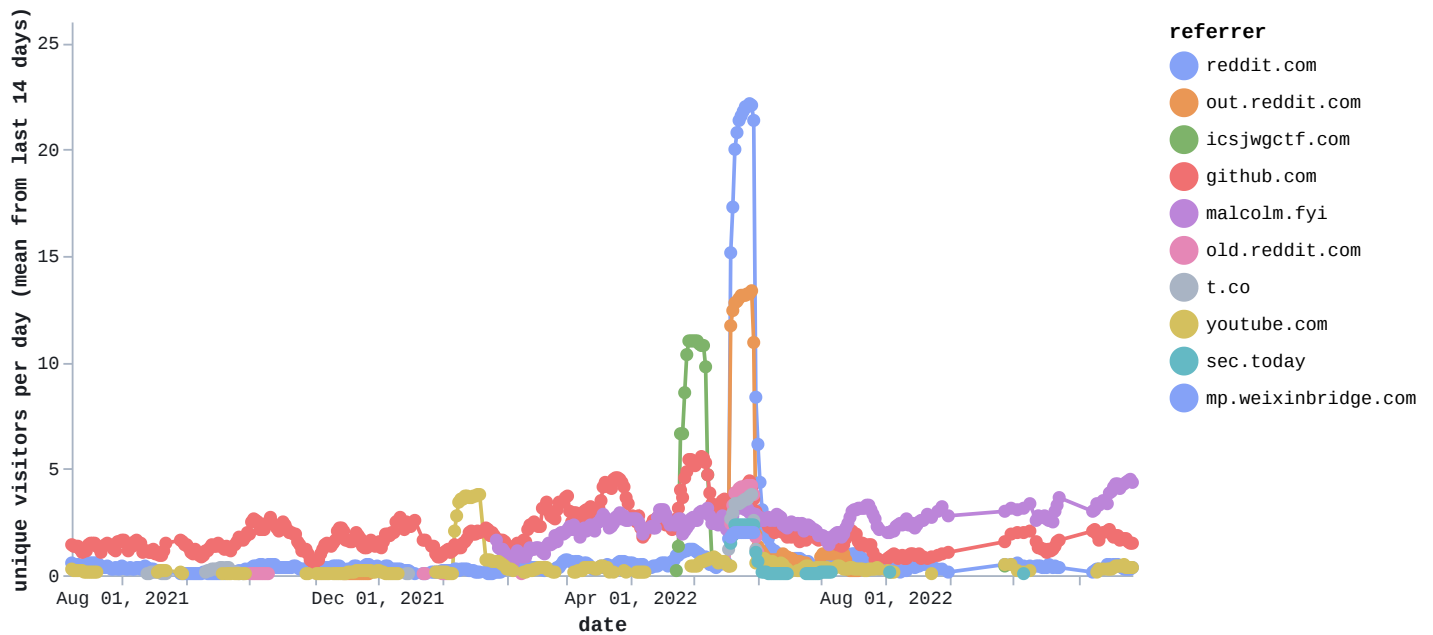 unique visitors per day (mean from last 14 days)
25
20
15
10
5
0
Aug 01, 2021
Dec 01, 2021
Apr 01, 2022
Aug 01, 2022
date
referrer
reddit.com
out.reddit.com
icsjwgctf.com
github.com
malcolm.fyi
old.reddit.com
t.co
youtube.com
sec.today
mp.weixinbridge.com